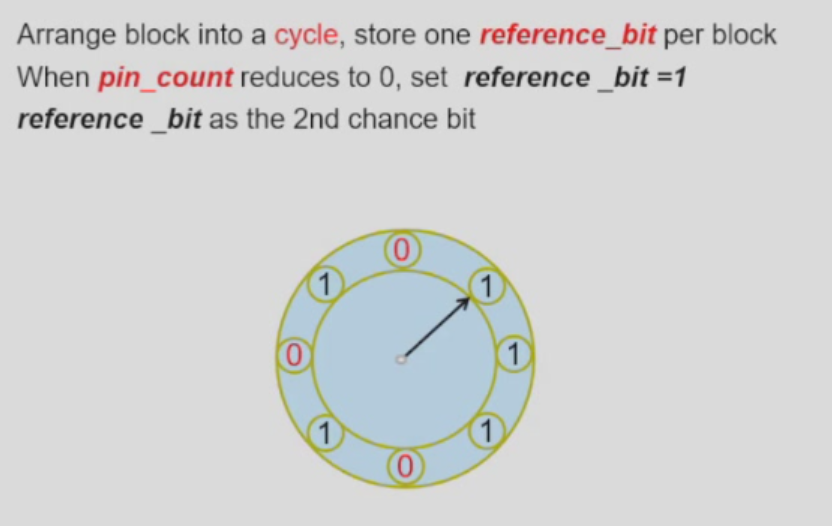 Arrange block into a cycle, store one reference_bit per block
When pin_count reduces to 0, set reference _bit =1
reference _bit as the 2nd chance bit
0
1
1
0
1
1
1
0